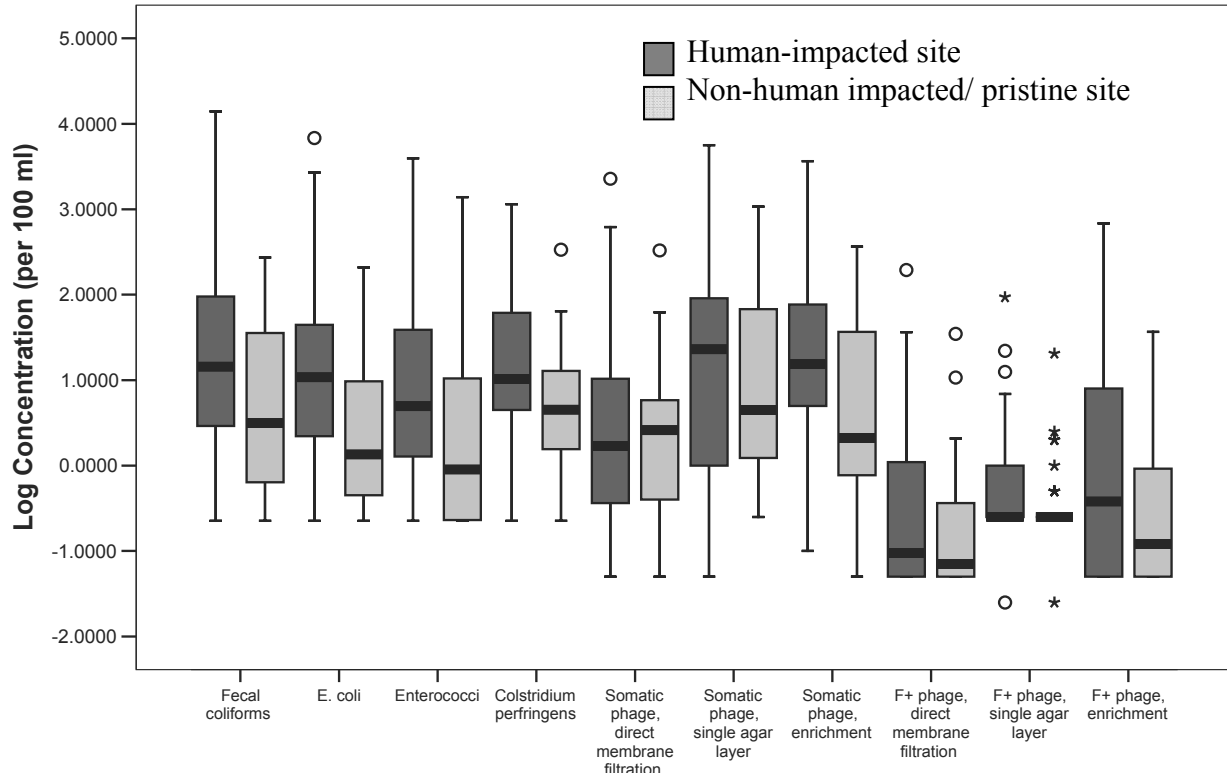 5.0000
4.0000
3.0000
2.0000
1.0000
0.0000
-1.0000
-2.0000
Log Concentration (per 100 ml)
Human-impacted site
Non-human impacted/ pristine site
Fecal
coliforms
E. coli
Enterococci
Colstridium
perfringens
Somatic
phage, direct
membrane
filtration
Somatic
phage,
single agar
layer
Somatic
phage,
enrichment
F+ phage,
direct
membrane
filtration
F+ phage,
single agar
layer
F+ phage,
enrichment